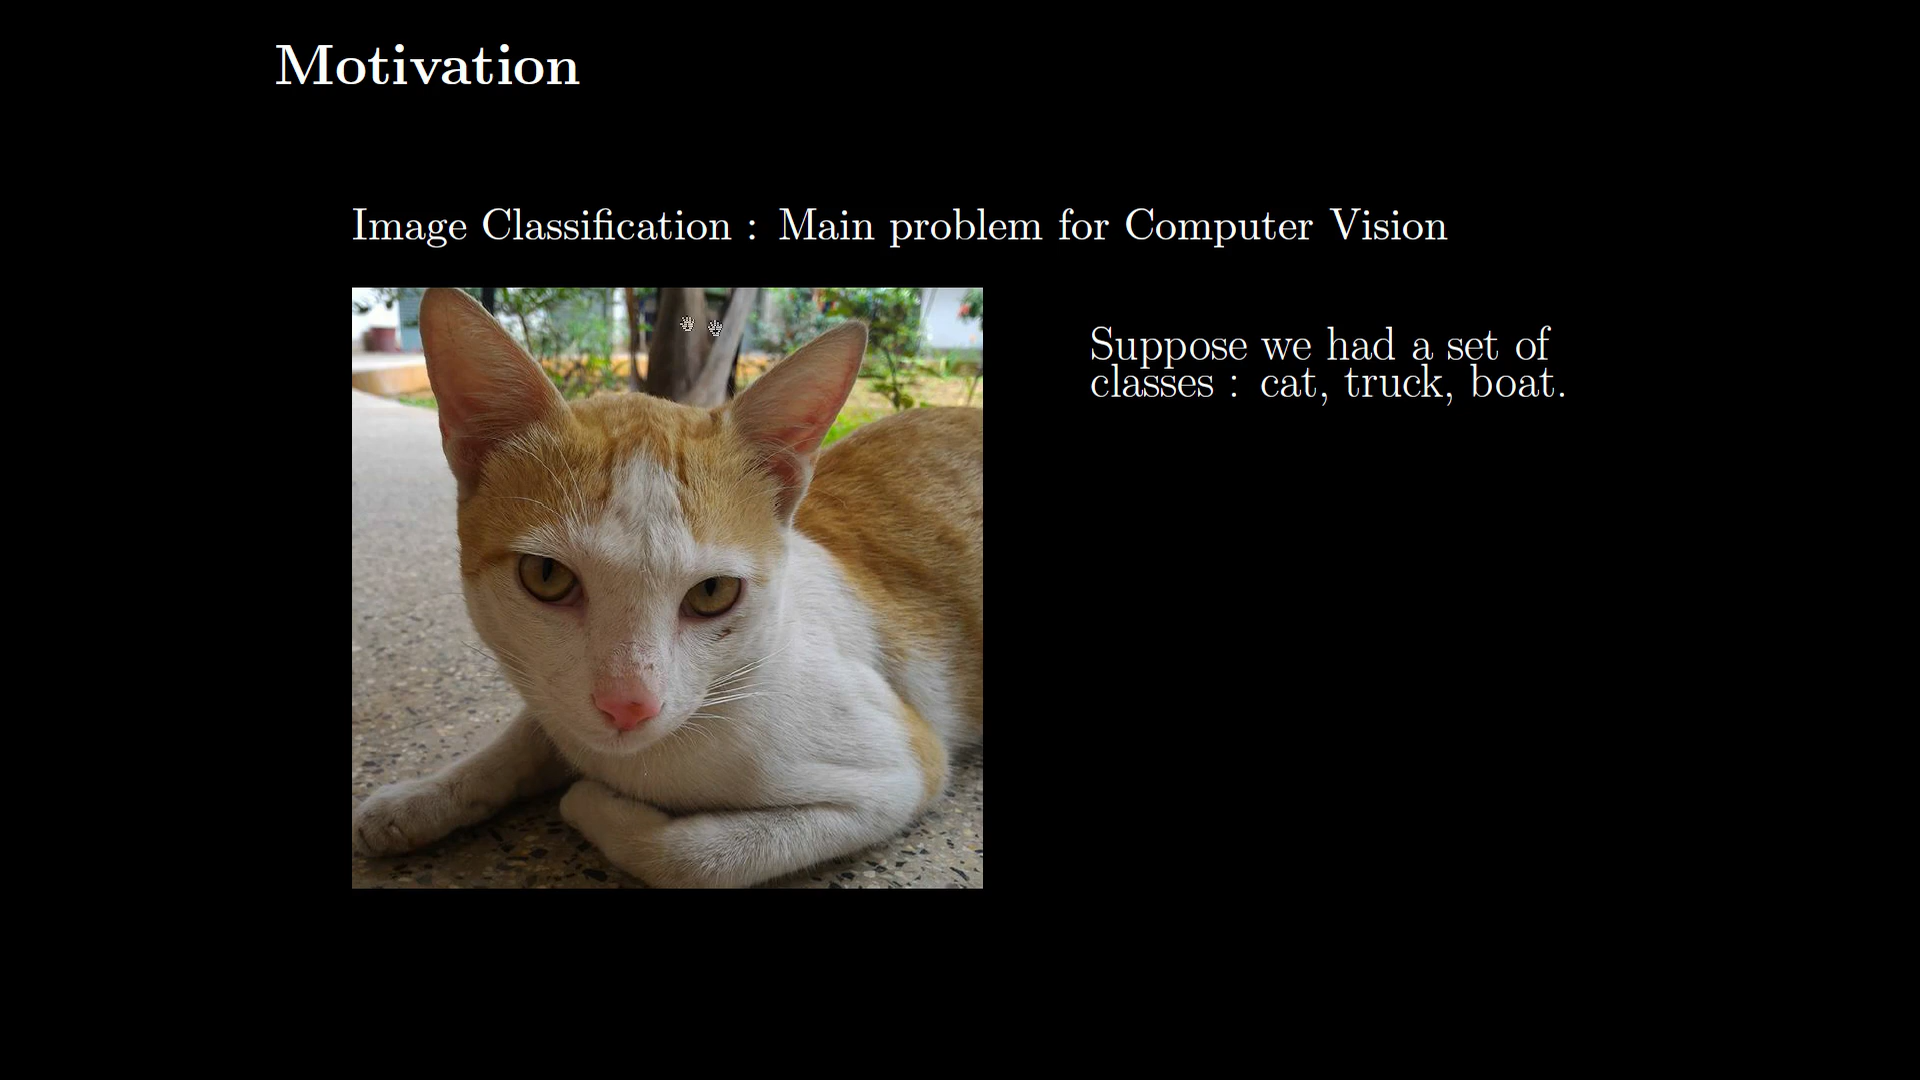 Motivation
Image Classification : Main problem for Computer Vision
Suppose we had a set of
classes : cat, truck, boat.